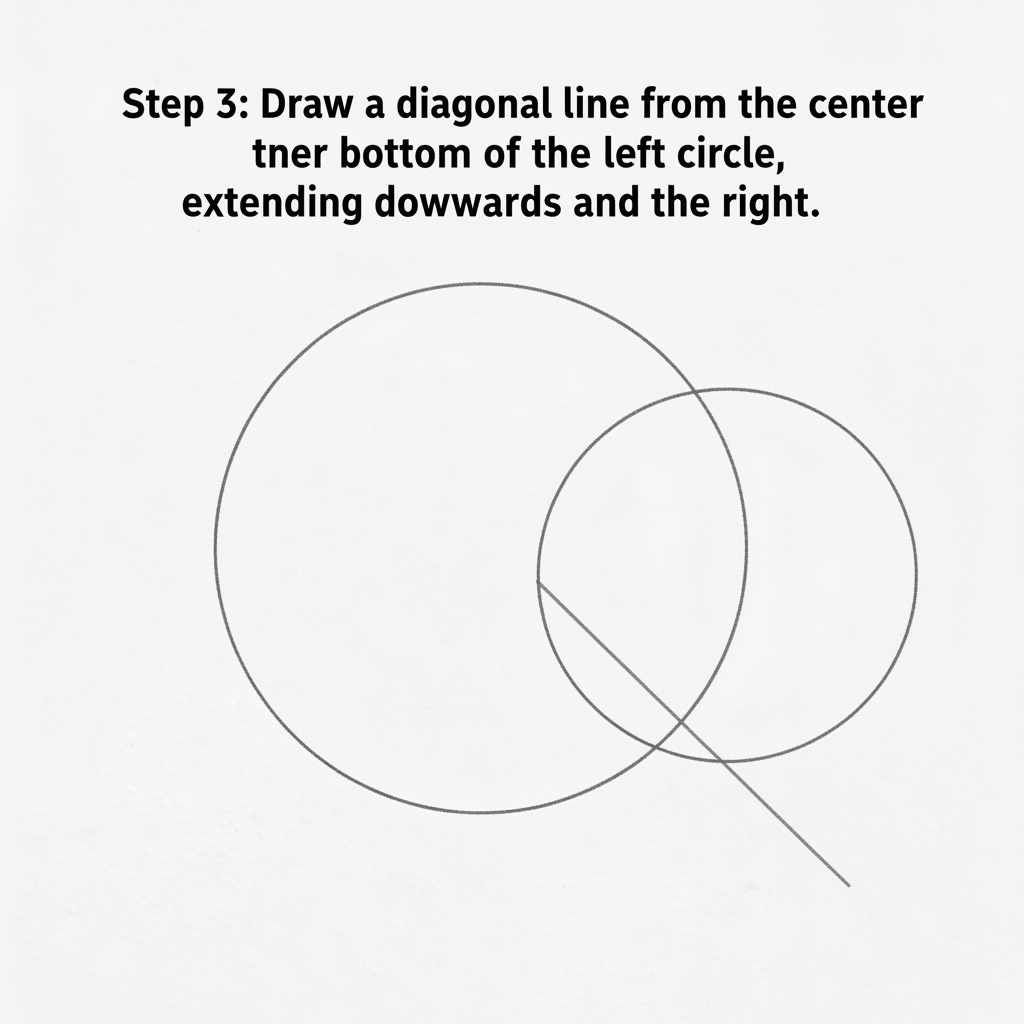 Step 3: Draw a diagonal line from the center
tner bottom of the left circle,
extending dowwards and the right.